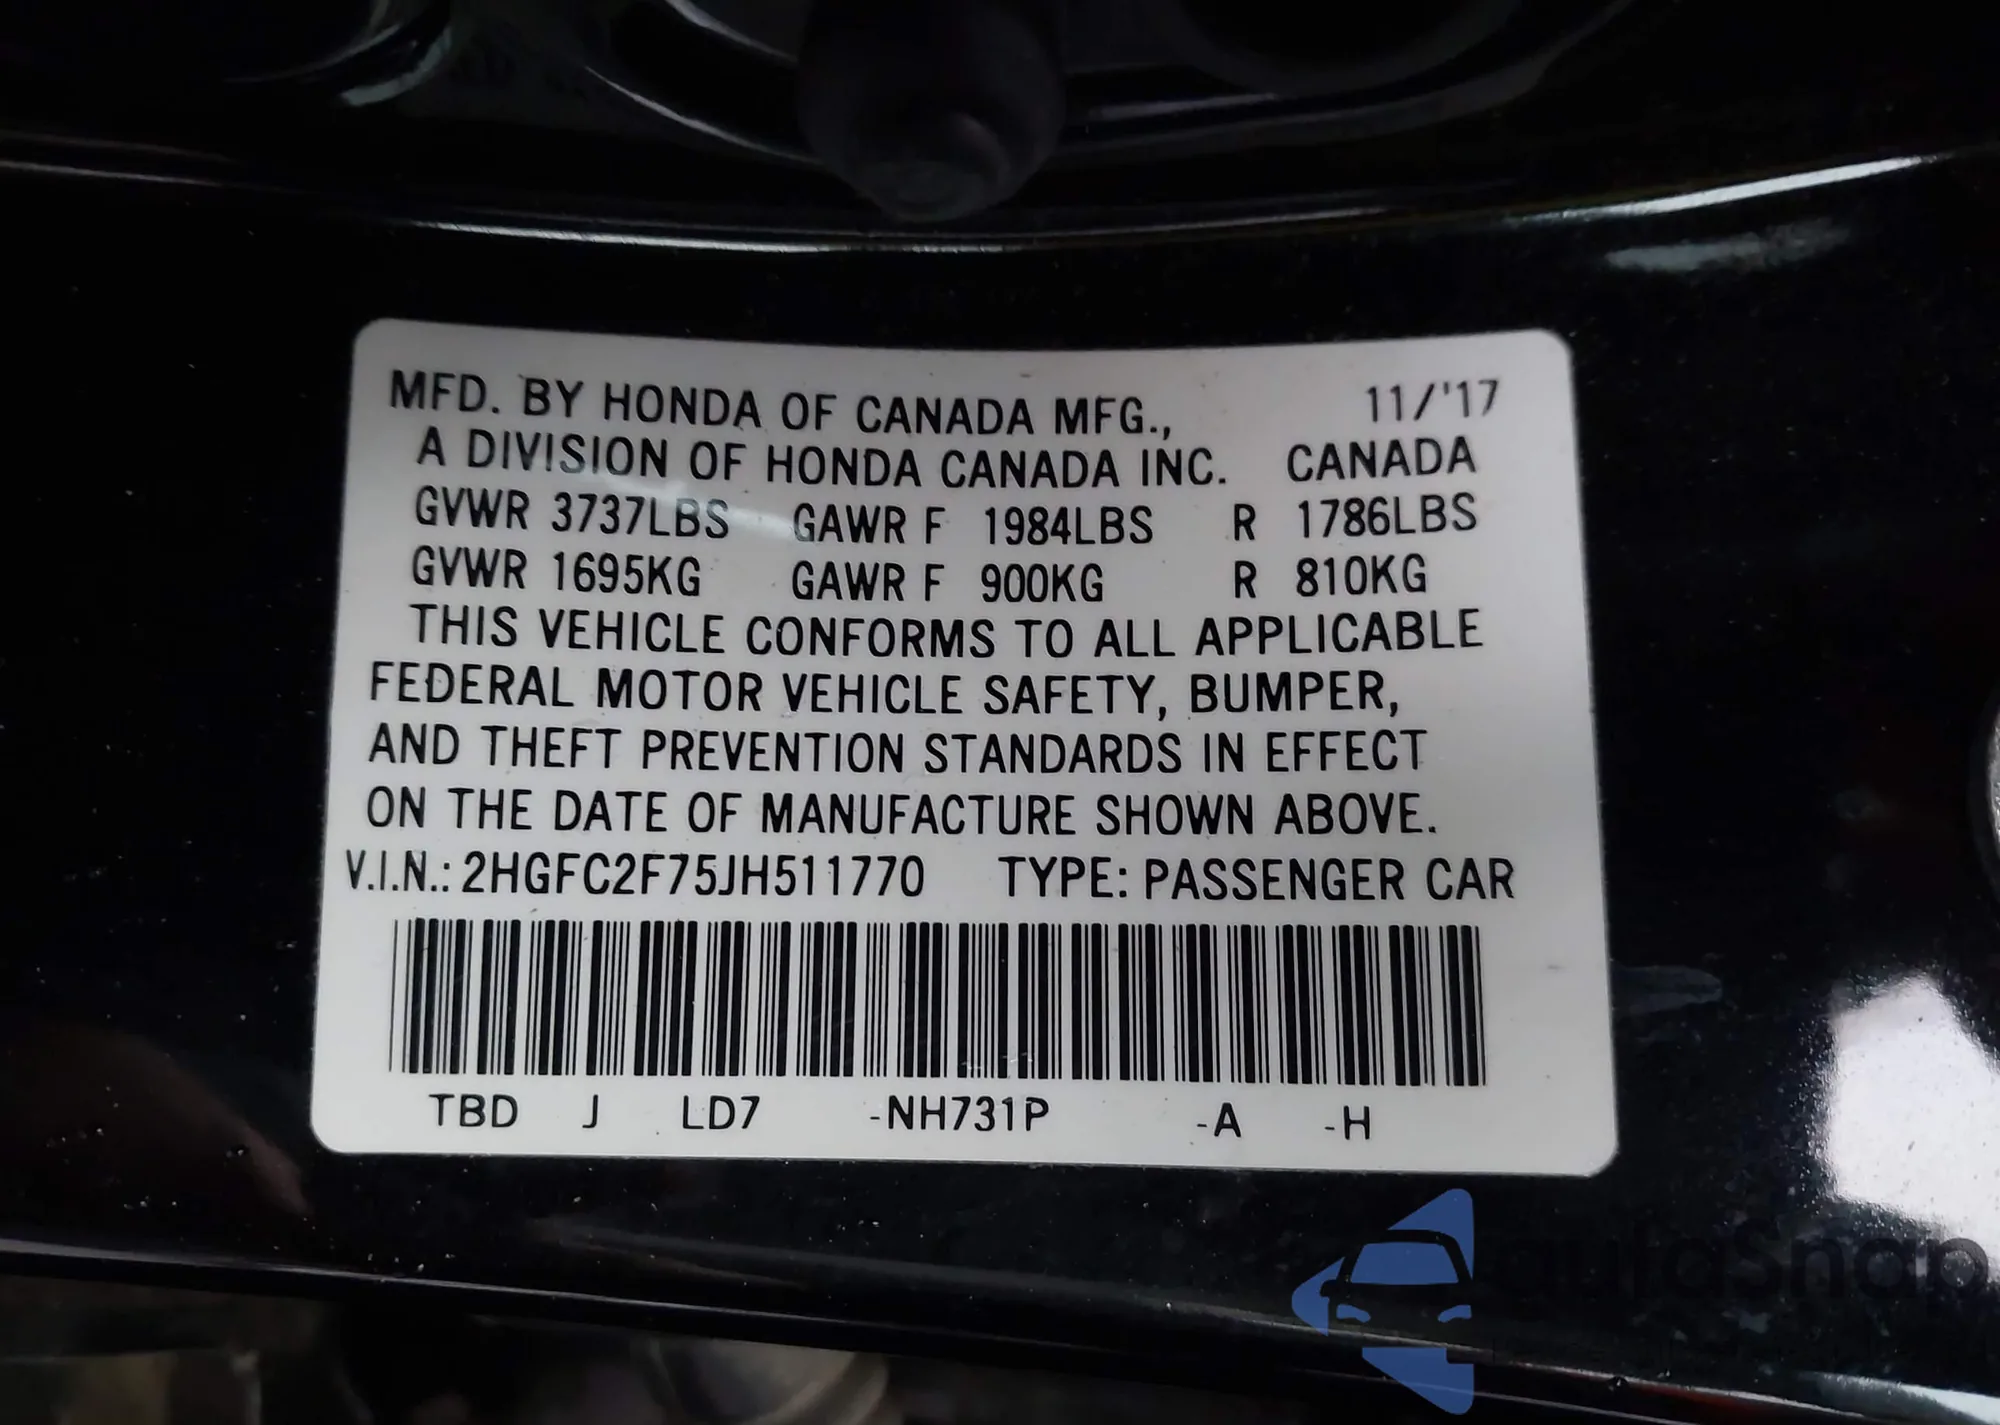 MFD. BY HONDA OF CANADA MFG., 11/'17
A DIVISION OF HONDA CANADA INC. CANADA
GVWR 3737LBS GAWR F 1984LBS R 1786LBS
GVWR 1695KG GAWR F 900KG R 810KG
THIS VEHICLE CONFORMS TO ALL APPLICABLE
FEDERAL MOTOR VEHICLE SAFETY, BUMPER,
AND THEFT PREVENTION STANDARDS IN EFFECT
ON THE DATE OF MANUFACTURE SHOWN ABOVE.
V.I.N.: 2HGFC2F75JH511770 TYPE: PASSENGER CAR
TBD J LD7 -NH731P -A -H
autoSnap